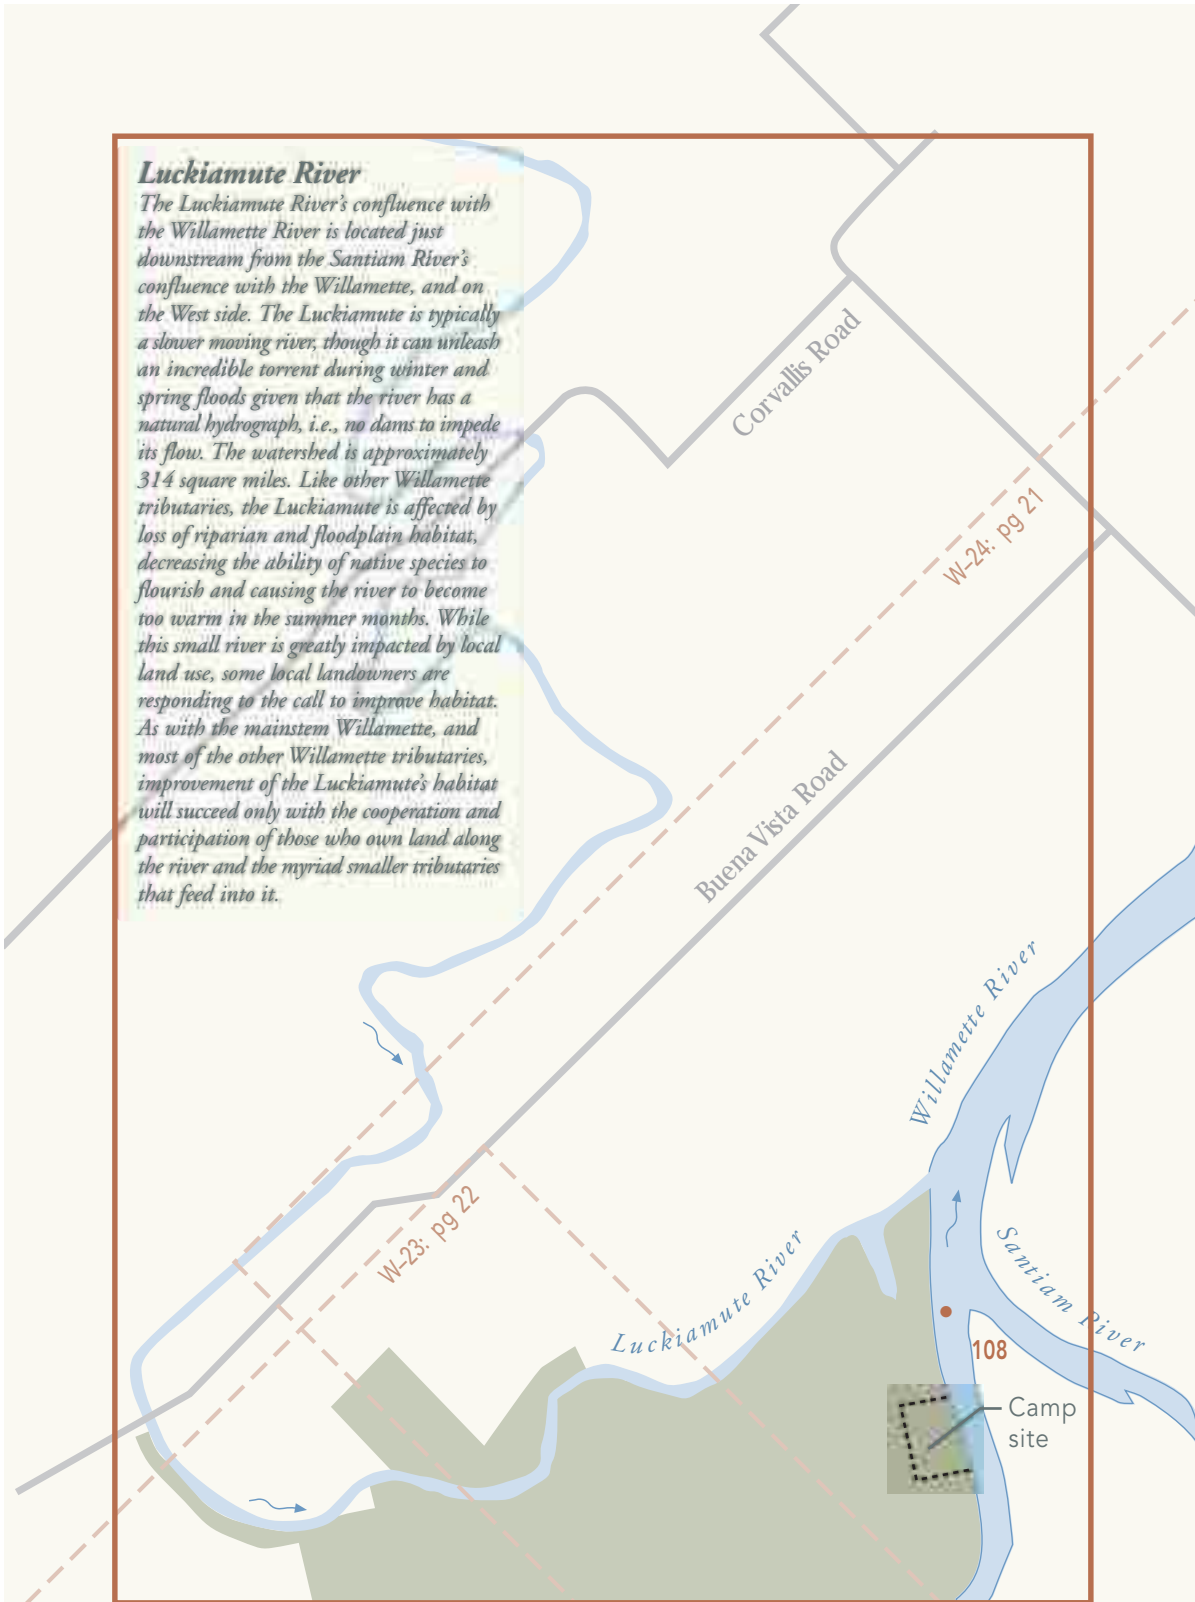 Luckiamute River
The Luckiamute River's confluence with
the Willamette River is located just
downstream from the Santiam River's
confluence with the Willamette, and on
the West side. The Luckiamute is typically
a slower moving river, though it can unleash
an incredible torrent during winter and
spring floods given that the river has a
natural hydrograph, i.e., no dams to impede
its flow. The watershed is approximately
314 square miles. Like other Willamette
tributaries, the Luckiamute is affected by
loss of riparian and floodplain habitat,
decreasing the ability of native species to
flourish and causing the river to become
too warm in the summer months. While
this small river is greatly impacted by local
land use, some local landowners are
responding to the call to improve habitat.
As with the mainstem Willamette, and
most of the other Willamette tributaries,
improvement of the Luckiamute's habitat
will succeed only with the cooperation and
participation of those who own land along
the river and the myriad smaller tributaries
that feed into it.
Corvallis Road
W-24: pg 21
Buena Vista Road
Willamette River
W-23: pg 22
Luckiamute River
Santiam River
108
Camp
site